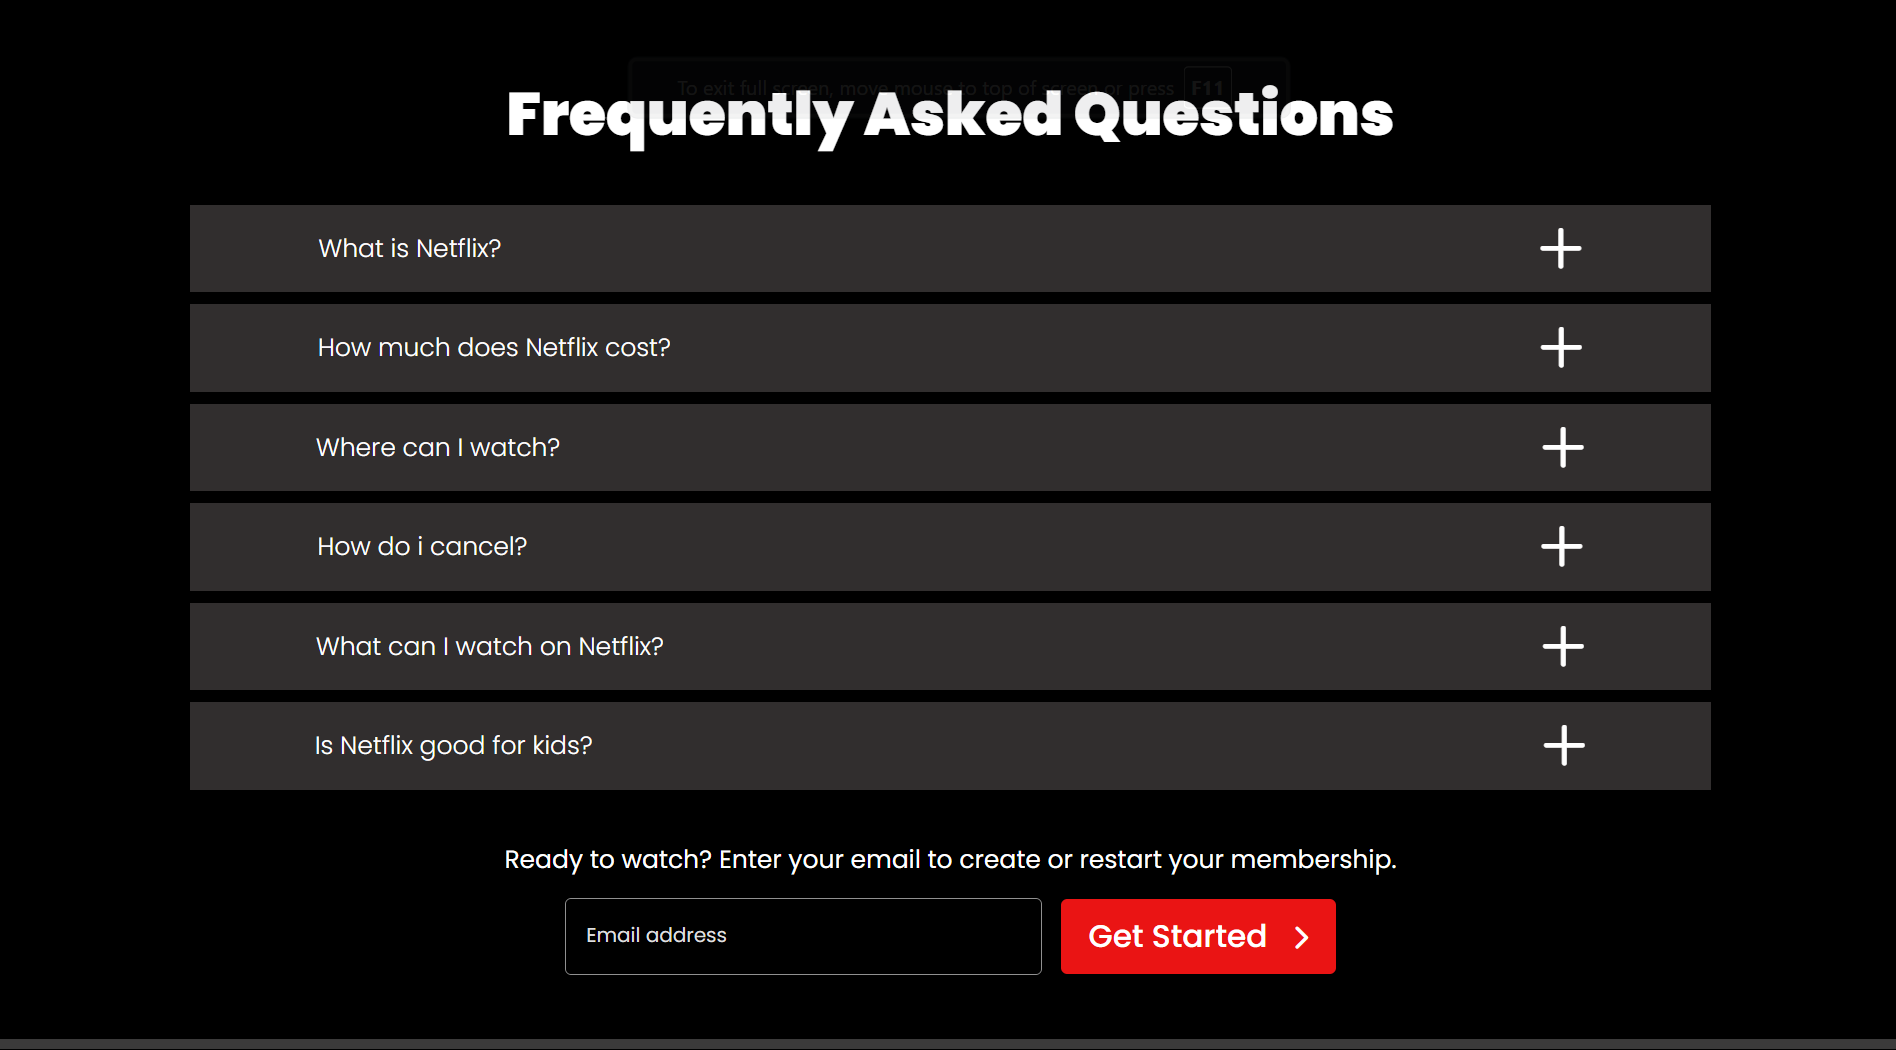 To exit full screen, move mouse to top of screen or press F11
Frequently Asked Questions
What is Netflix?
How much does Netflix cost?
Where can I watch?
How do i cancel?
What can I watch on Netflix?
Is Netflix good for kids?
Ready to watch? Enter your email to create or restart your membership.
Email address
Get Started